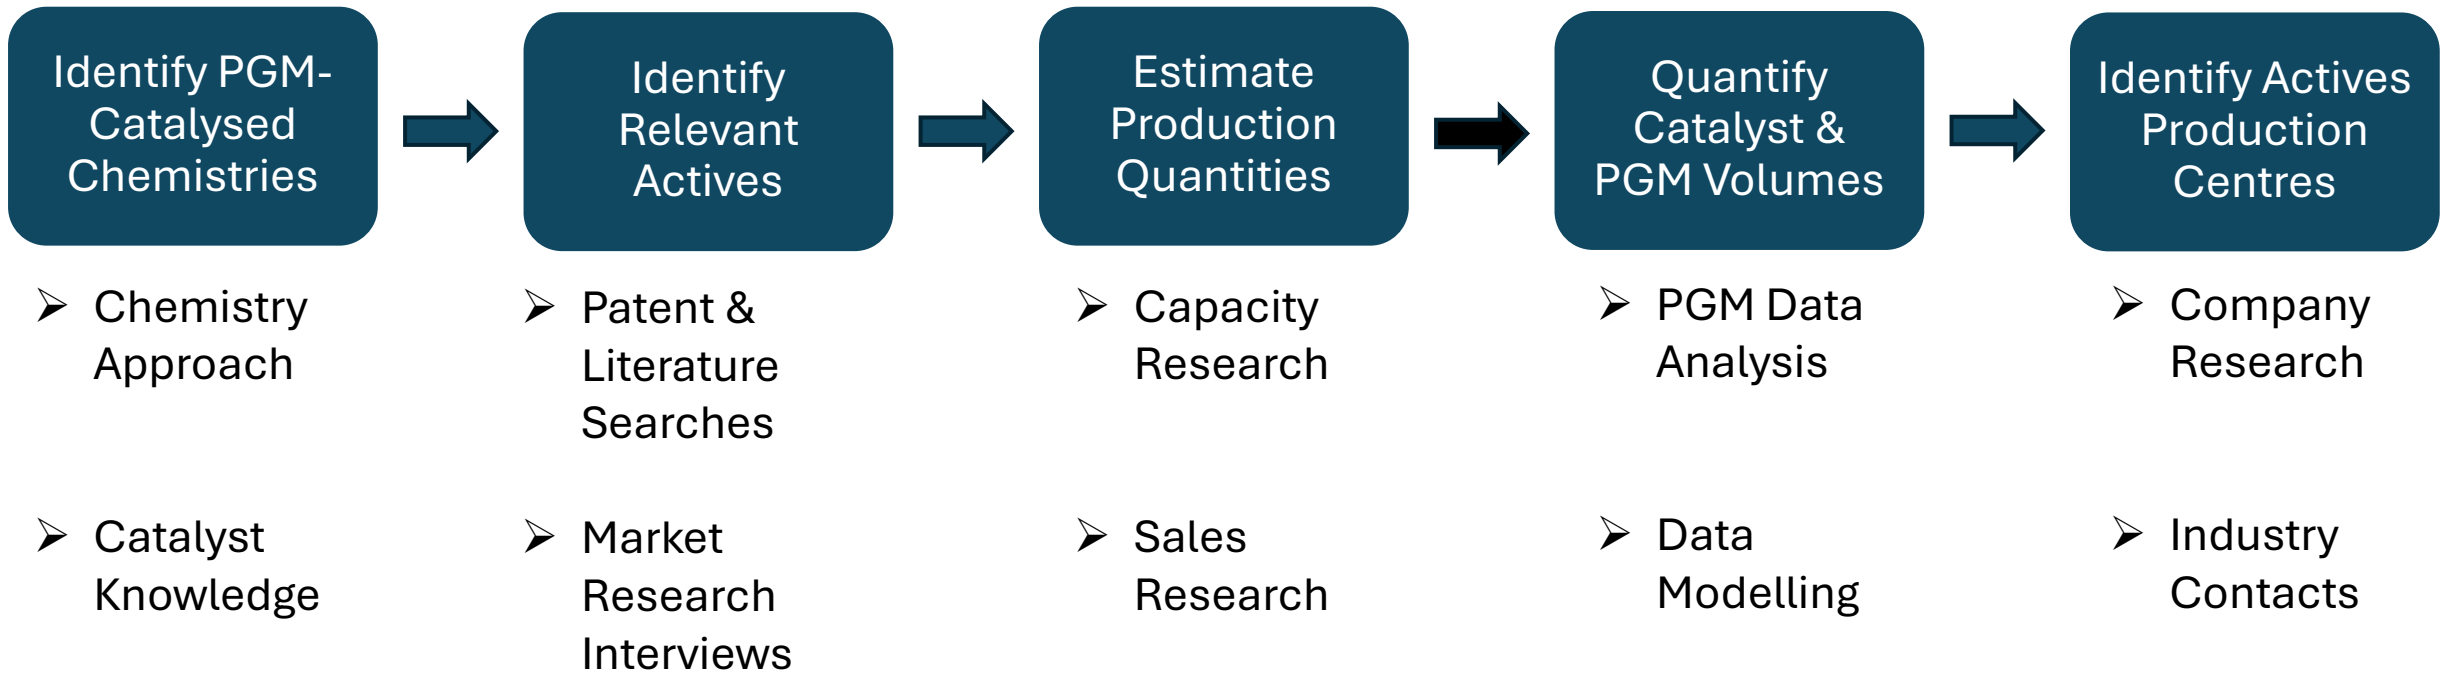 Identify PGM-
Catalysed
Chemistries
Identify
Relevant
Actives
Estimate
Production
Quantities
Quantify
Catalyst &
PGM Volumes
Identify Actives
Production
Centres
Chemistry
Approach
Catalyst
Knowledge
Patent &
Literature
Searches
Market
Research
Interviews
Capacity
Research
Sales
Research
PGM Data
Analysis
Data
Modelling
Company
Research
Industry
Contacts